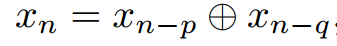 xₙ = xₙ₋ₚ ⊕ xₙ₋q,